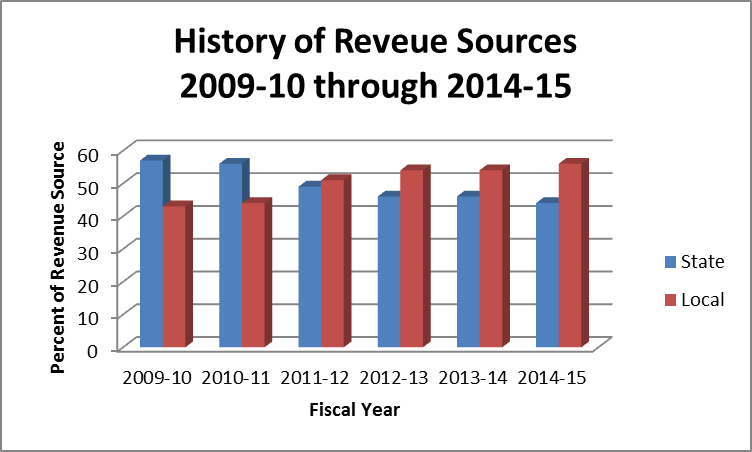 History of Reveue Sources
2009-10 through 2014-15
Percent of Revenue Source
60
50
40
30
20
10
0
2009-10 2010-11 2011-12 2012-13 2013-14 2014-15
Fiscal Year
State
Local